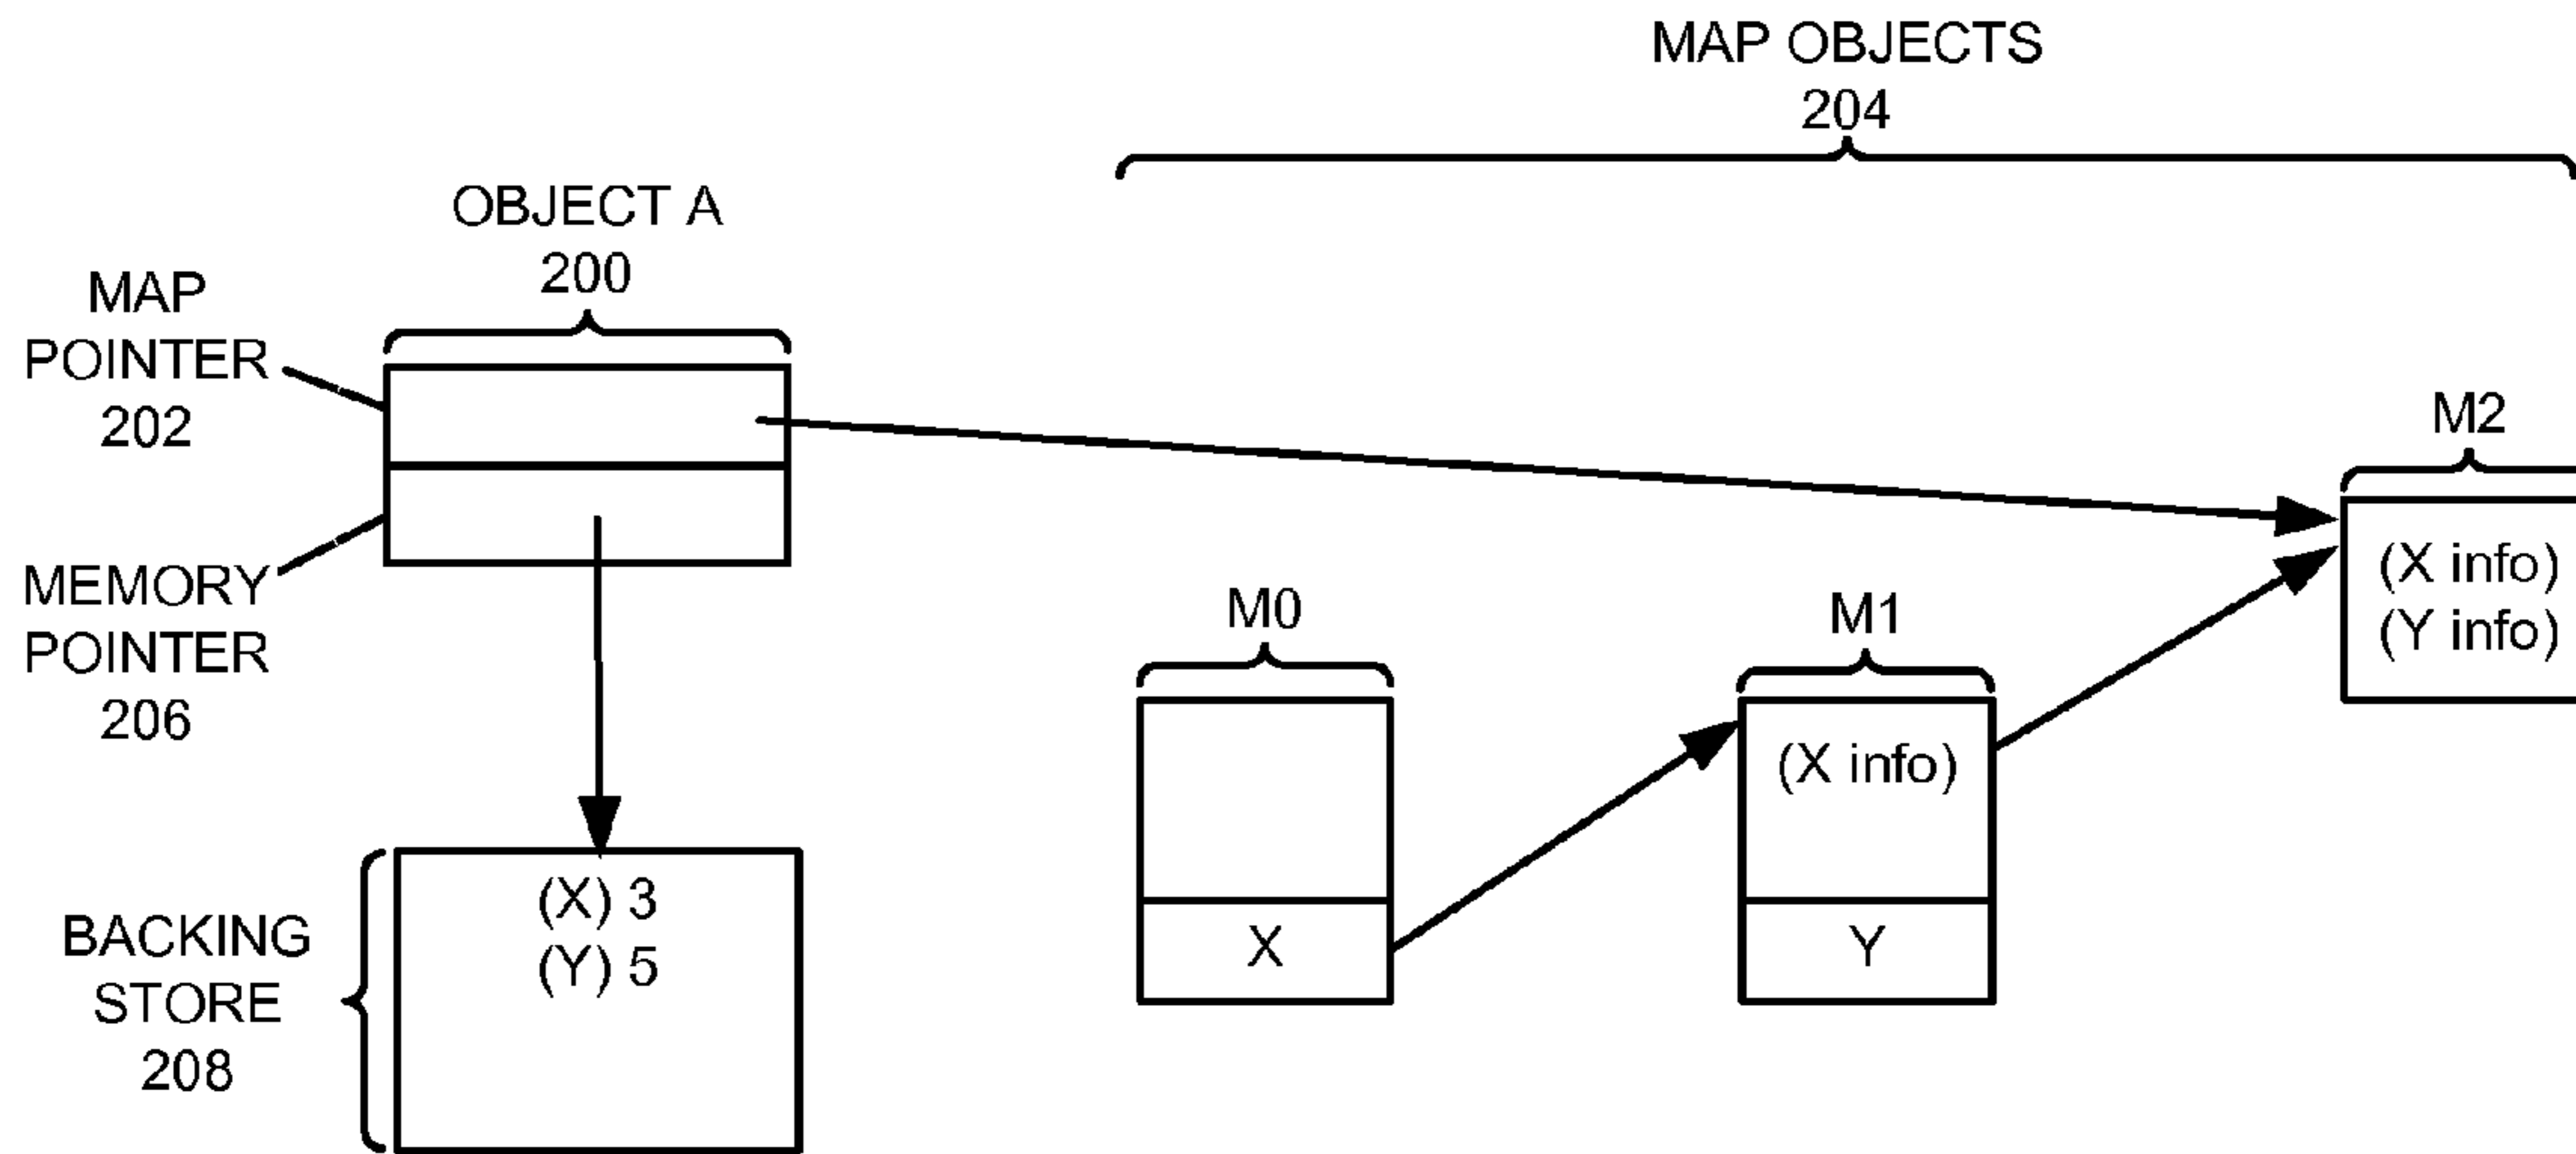 MAP OBJECTS
204
OBJECT A
200
MAP
POINTER
202
MEMORY
POINTER
206
M2
(X info)
(Y info)
M0
X
M1
(X info)
Y
BACKING
STORE
208
(X) 3
(Y) 5